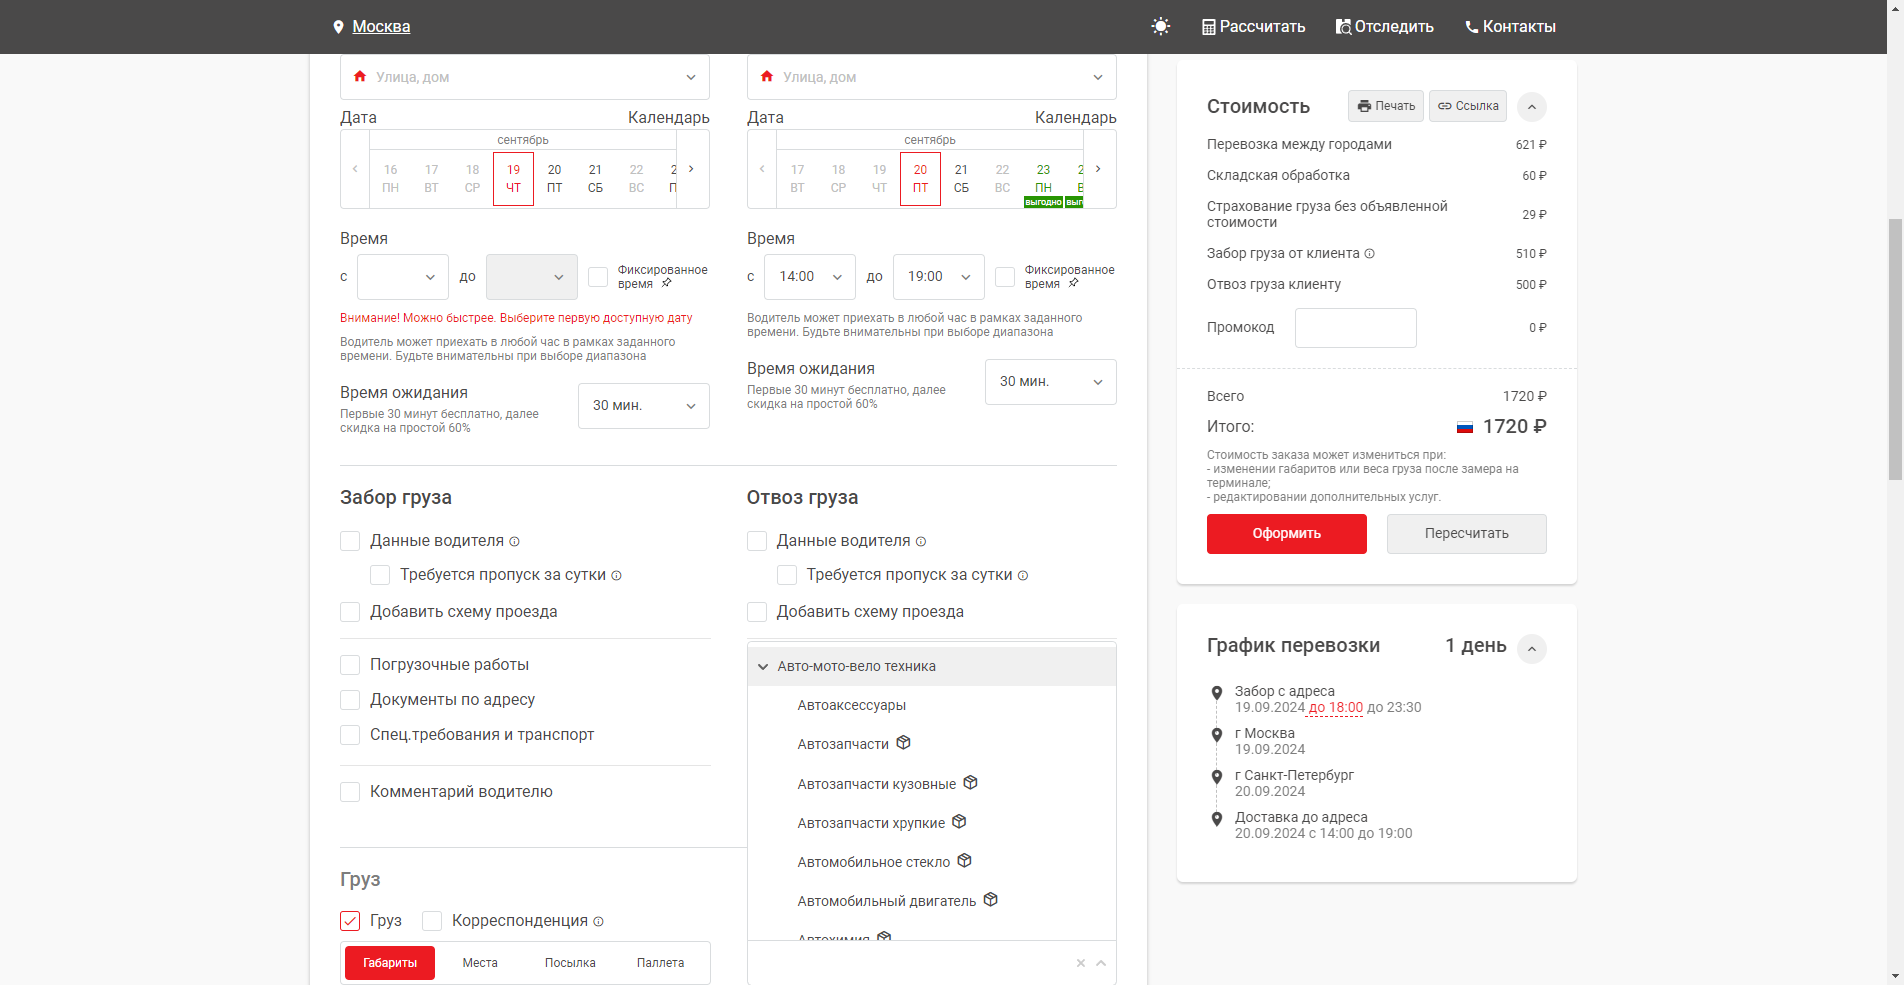 Москва
Рассчитать
Отследить
Контакты
Улица, дом
Дата
Календарь
сентябрь
16 17 18 19 20 21 22
ПН ВТ СР ЧТ ПТ СБ ВС
Время
с
до
Фиксированное
время
Внимание! Можно быстрее. Выберите первую доступную дату
Водитель может приехать в любой час в рамках заданного
времени. Будьте внимательны при выборе диапазона
Время ожидания
Первые 30 минут бесплатно, далее
скидка на простой 60%
30 мин.
Улица, дом
Дата
Календарь
сентябрь
17 18 19 20 21 22 23
ВТ СР ЧТ ПТ СБ ВС ПН
выгодно
Время
с 14:00 до 19:00
Фиксированное
время
Водитель может приехать в любой час в рамках заданного
времени. Будьте внимательны при выборе диапазона
Время ожидания
Первые 30 минут бесплатно, далее
скидка на простой 60%
30 мин.
Забор груза
Данные водителя
Требуется пропуск за сутки
Добавить схему проезда
Погрузочные работы
Документы по адресу
Спец.требования и транспорт
Комментарий водителю
Отвоз груза
Данные водителя
Требуется пропуск за сутки
Добавить схему проезда
Авто-мото-вело техника
Автоаксессуары
Автозапчасти
Автозапчасти кузовные
Автозапчасти хрупкие
Автомобильное стекло
Автомобильный двигатель
Автохимия
Груз
Груз
Корреспонденция
Габариты
Места
Посылка
Паллета
Стоимость
Печать
Ссылка
Перевозка между городами 621 ₽
Складская обработка 60 ₽
Страхование груза без объявленной
стоимости 29 ₽
Забор груза от клиента 510 ₽
Отвоз груза клиенту 500 ₽
Промокод 0 ₽
Всего 1720 ₽
Итого: 1720 ₽
Стоимость заказа может измениться при:
- изменении габаритов или веса груза после замера на
терминале;
- редактировании дополнительных услуг.
Оформить
Пересчитать
График перевозки 1 день
Забор с адреса
19.09.2024 до 18:00 до 23:30
г Москва
19.09.2024
г Санкт-Петербург
20.09.2024
Доставка до адреса
20.09.2024 с 14:00 до 19:00